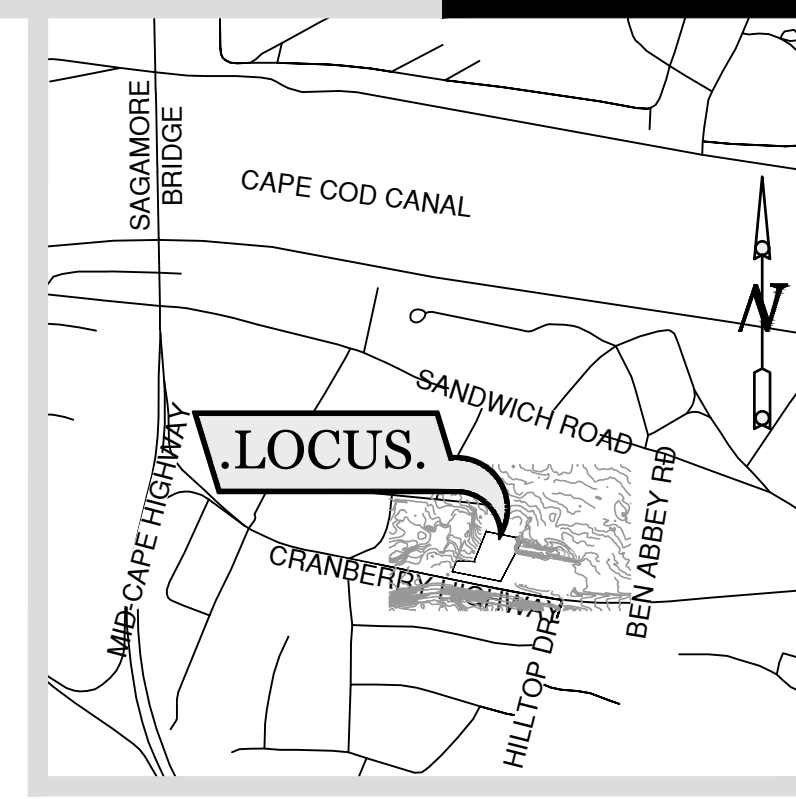 SAGAMORE
BRIDGE
CAPE COD CANAL
N
SANDWICH ROAD
.LOCUS.
MID-CAPE HIGHWAY
BEN ABBEY RD
CRANBERRY HIGHWAY
HILLTOP DR